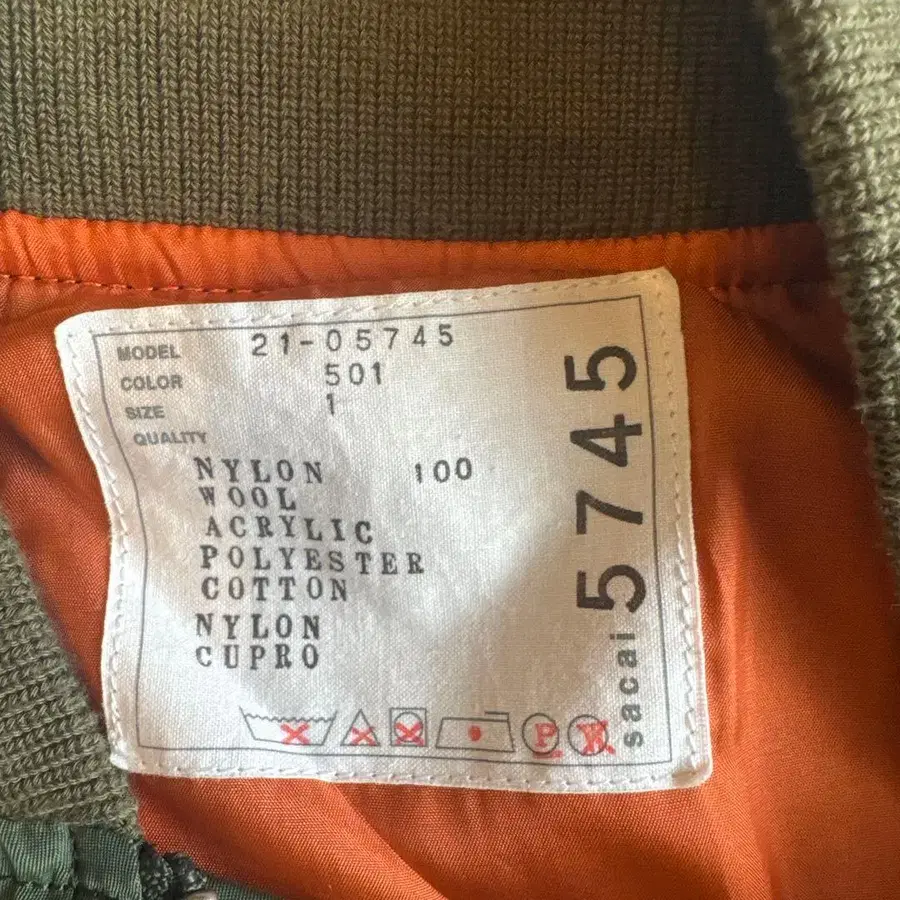 MODEL 21-05745
COLOR 501
SIZE 1
QUALITY
NYLON 100
WOOL
ACRYLIC
POLYESTER
COTTON
NYLON
CUPRO
P
W
sacai 5745